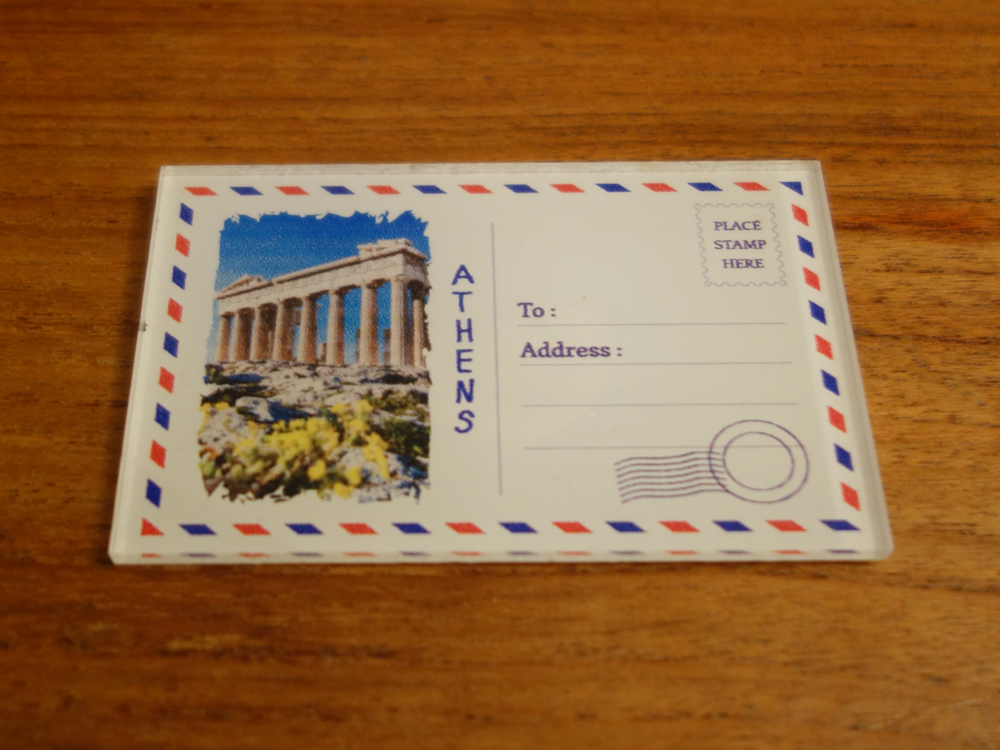 ATHENS
PLACE
STAMP
HERE
To :
Address :